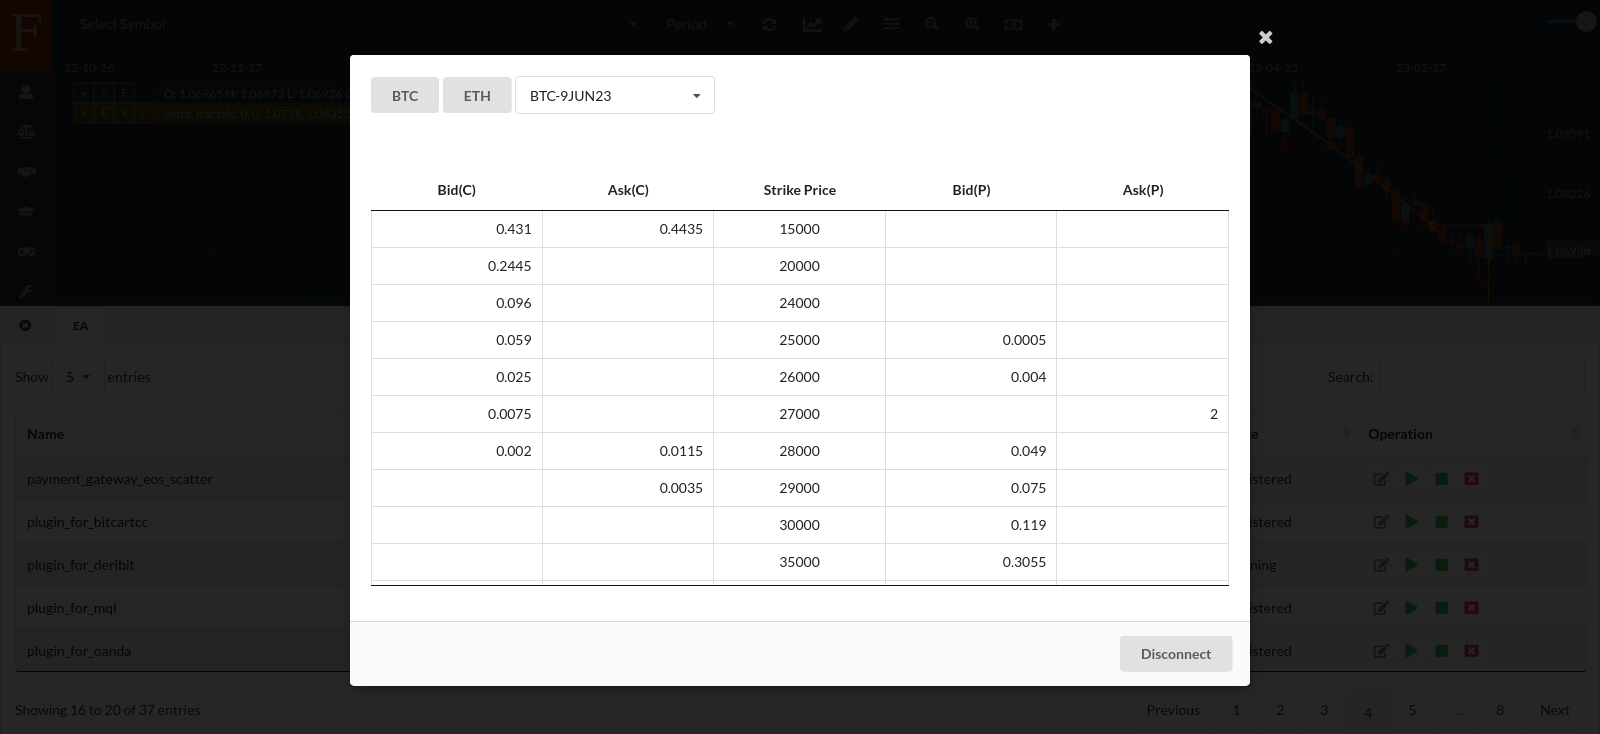 F Select Symbol Period
22-10-26 22-11-17 23-04-25 23-05-17
+ / F Q: 1.06965 H: 1.06973 L: 1.06936
+ E X / extra_fractals: 0, 0, 1.0779, 1.06352
1.09591
1.08226
1.06938
BTC ETH BTC-9JUN23
Bid(C) Ask(C) Strike Price Bid(P) Ask(P)
0.431 0.4435 15000
0.2445 20000
0.096 24000
0.059 25000 0.0005
0.025 26000 0.004
0.0075 27000 2
0.002 0.0115 28000 0.049
0.0035 29000 0.075
30000 0.119
35000 0.3055
Disconnect
EA
Show 5 entries Search:
Name Operation
payment_gateway_eos_scatter istered
plugin_for_bitcartcc istered
plugin_for_deribit ning
plugin_for_mql istered
plugin_for_oanda istered
Showing 16 to 20 of 37 entries Previous 1 2 3 4 5 ... 8 Next